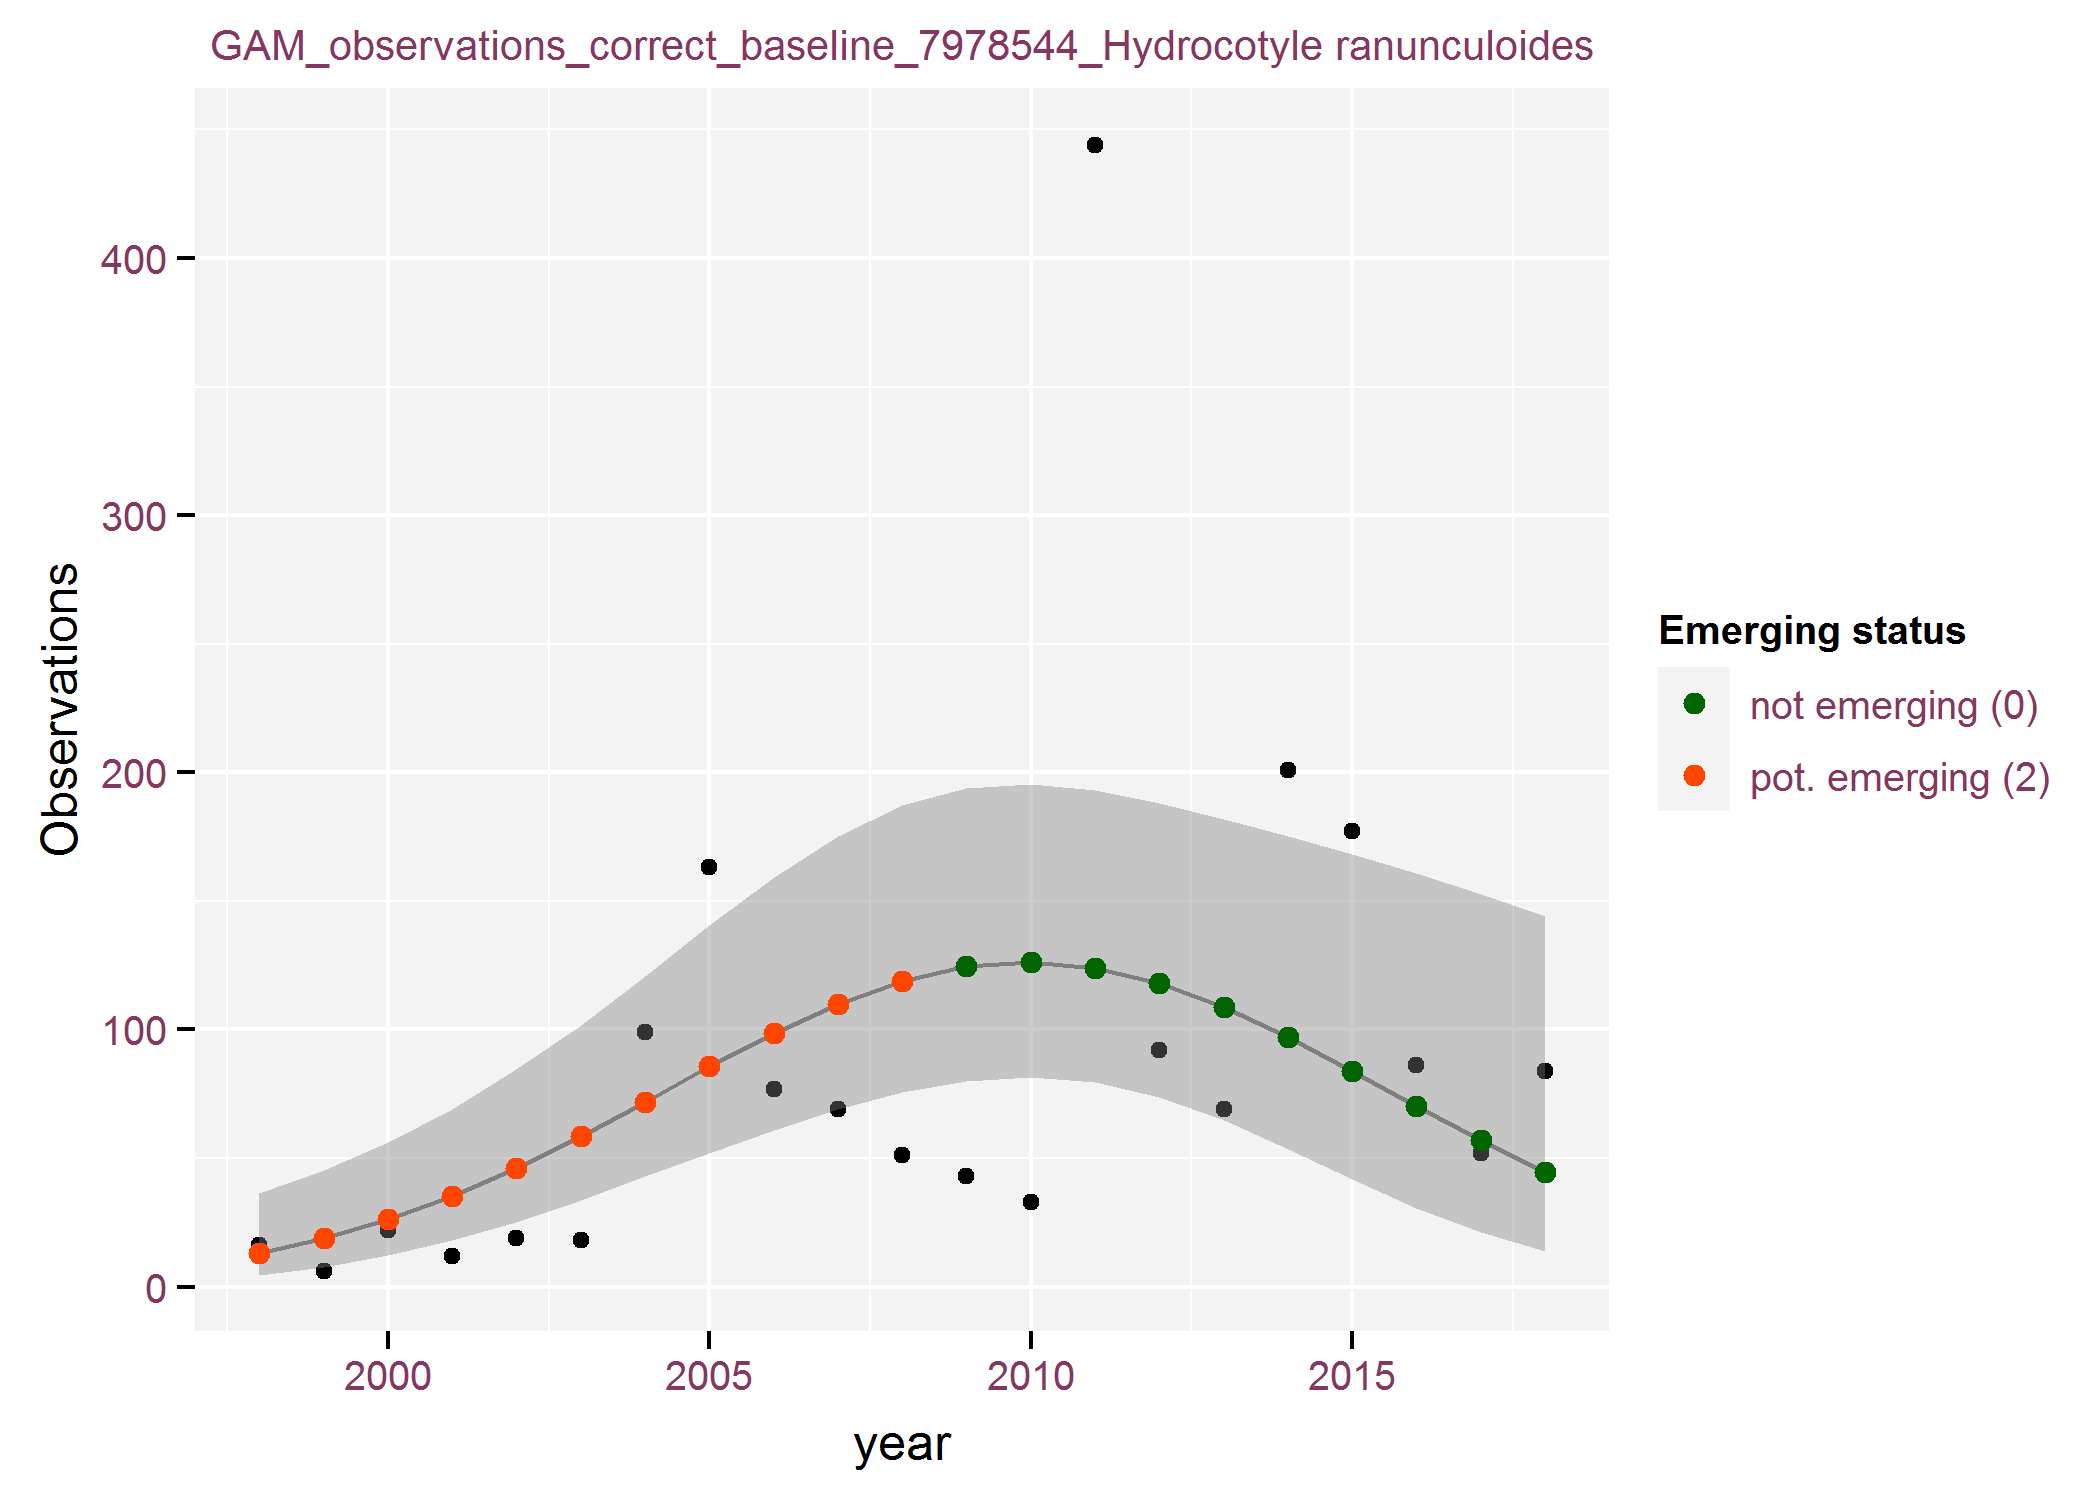 GAM_observations_correct_baseline_7978544_Hydrocotyle ranunculoides
400
300
200
100
0
Observations
2000 2005 2010 2015
year
Emerging status
not emerging (0)
pot. emerging (2)